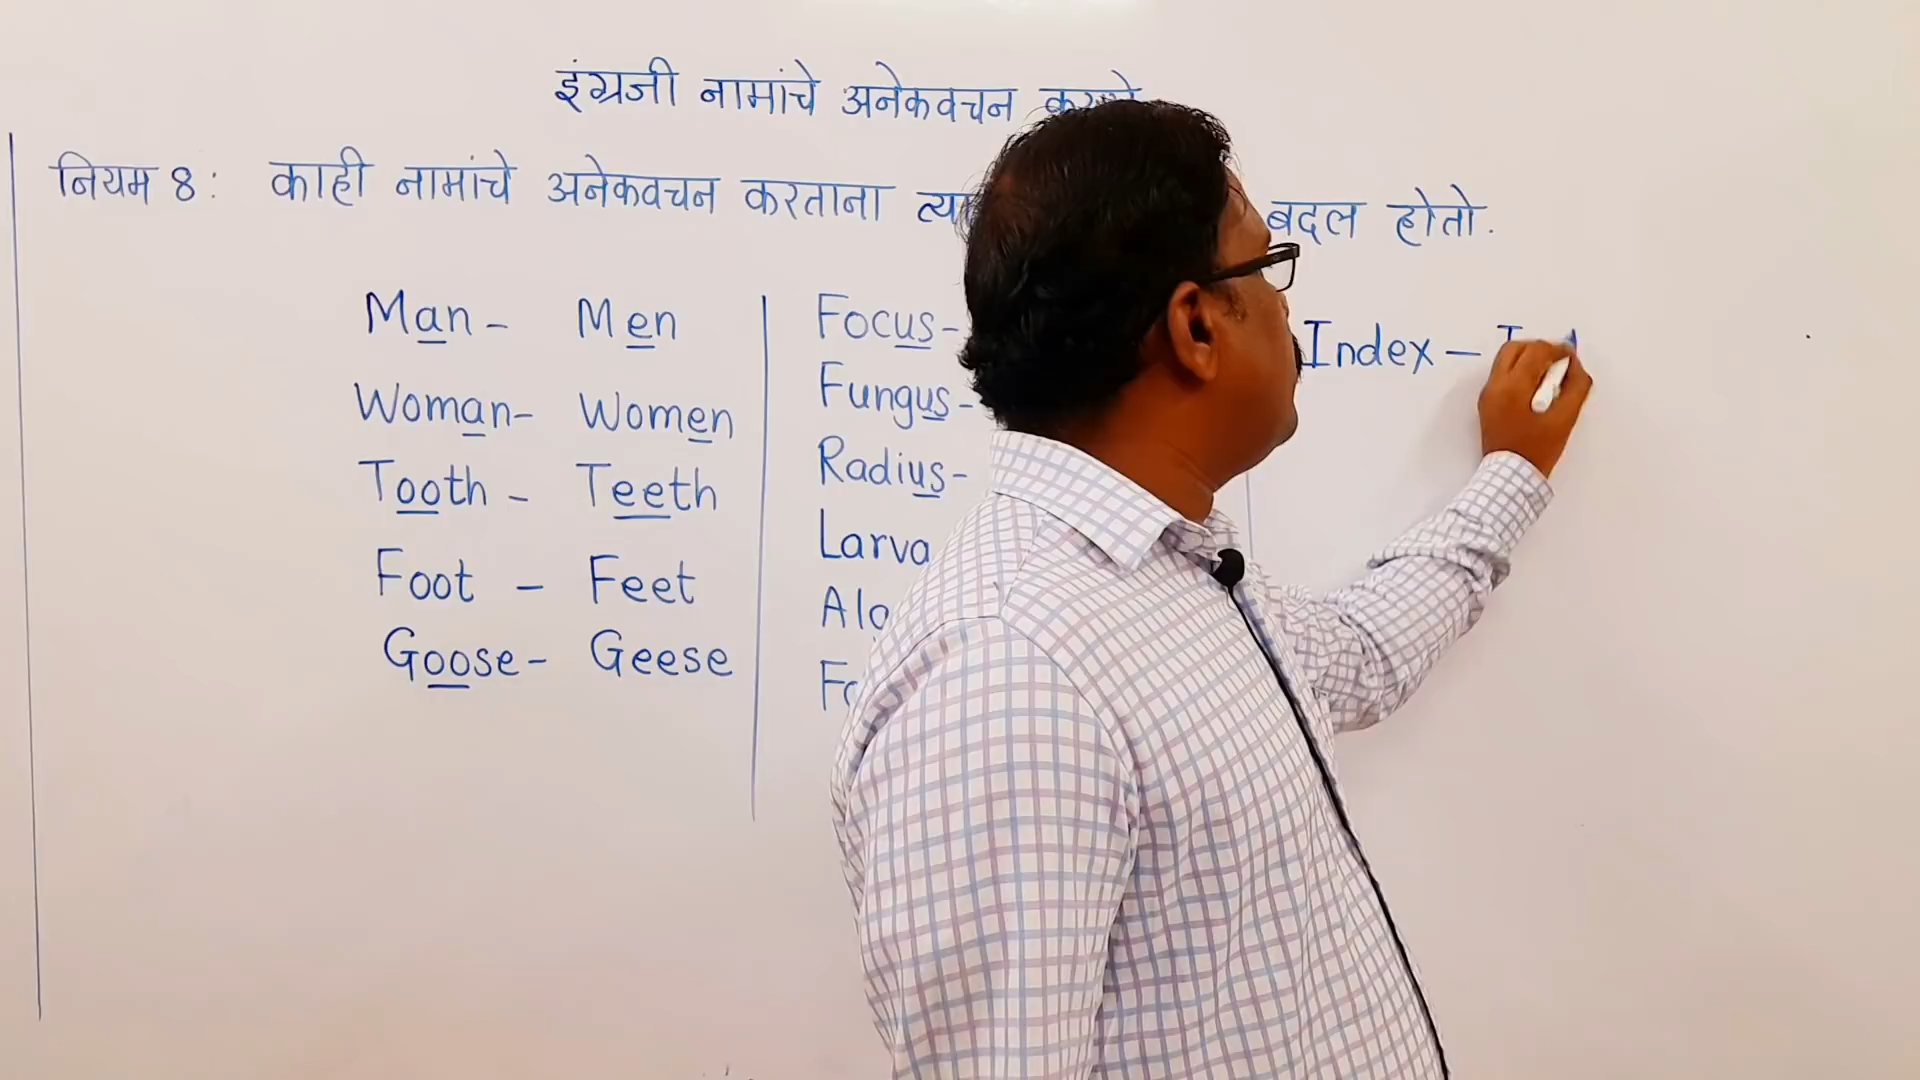 इंग्रजी नामांचे अनेकवचन
नियम 8: काही नामांचे अनेकवचन करताना बदल होतो.
Man - Men
Woman- Women
Tooth - Teeth
Foot - Feet
Goose- Geese
Focus-
Fungus-
Radius-
Larva
Index -